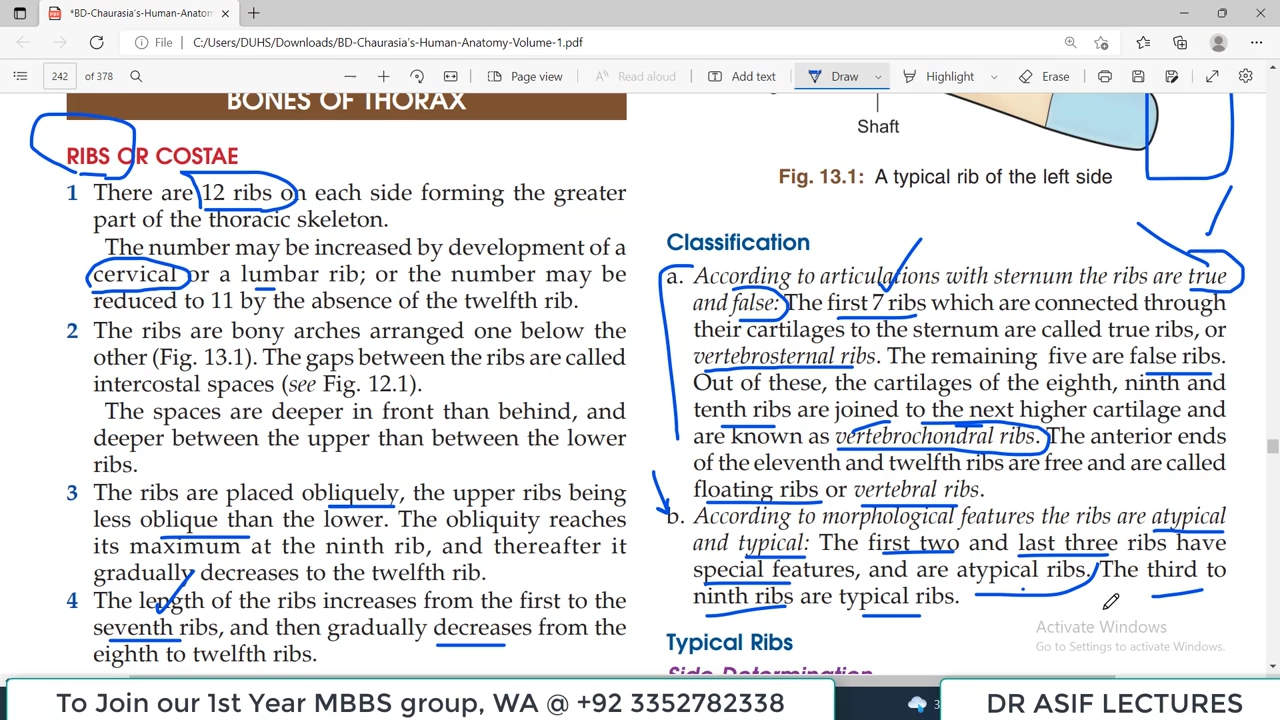 *BD-Chaurasia's-Human-Anatom
File
C:/Users/DUHS/Downloads/BD-Chaurasia's-Human-Anatomy-Volume-1.pdf
242 of 378
Page view
Read aloud
Add text
Draw
Highlight
Erase
BONES OF THORAX
RIBS OR COSTAE
1 There are 12 ribs on each side forming the greater
part of the thoracic skeleton.
The number may be increased by development of a
cervical or a lumbar rib; or the number may be
reduced to 11 by the absence of the twelfth rib.
2 The ribs are bony arches arranged one below the
other (Fig. 13.1). The gaps between the ribs are called
intercostal spaces (see Fig. 12.1).
The spaces are deeper in front than behind, and
deeper between the upper than between the lower
ribs.
3 The ribs are placed obliquely, the upper ribs being
less oblique than the lower. The obliquity reaches
its maximum at the ninth rib, and thereafter it
gradually decreases to the twelfth rib.
4 The length of the ribs increases from the first to the
seventh ribs, and then gradually decreases from the
eighth to twelfth ribs.
Shaft
Fig. 13.1: A typical rib of the left side
Classification
a. According to articulations with sternum the ribs are true
and false: The first 7 ribs which are connected through
their cartilages to the sternum are called true ribs, or
vertebrosternal ribs. The remaining five are false ribs.
Out of these, the cartilages of the eighth, ninth and
tenth ribs are joined to the next higher cartilage and
are known as vertebrochondral ribs. The anterior ends
of the eleventh and twelfth ribs are free and are called
floating ribs or vertebral ribs.
b. According to morphological features the ribs are atypical
and typical: The first two and last three ribs have
special features, and are atypical ribs. The third to
ninth ribs are typical ribs.
Typical Ribs
Side Determination
Activate Windows
Go to Settings to activate Windows.
To Join our 1st Year MBBS group, WA @ +92 3352782338
3
DR ASIF LECTURES